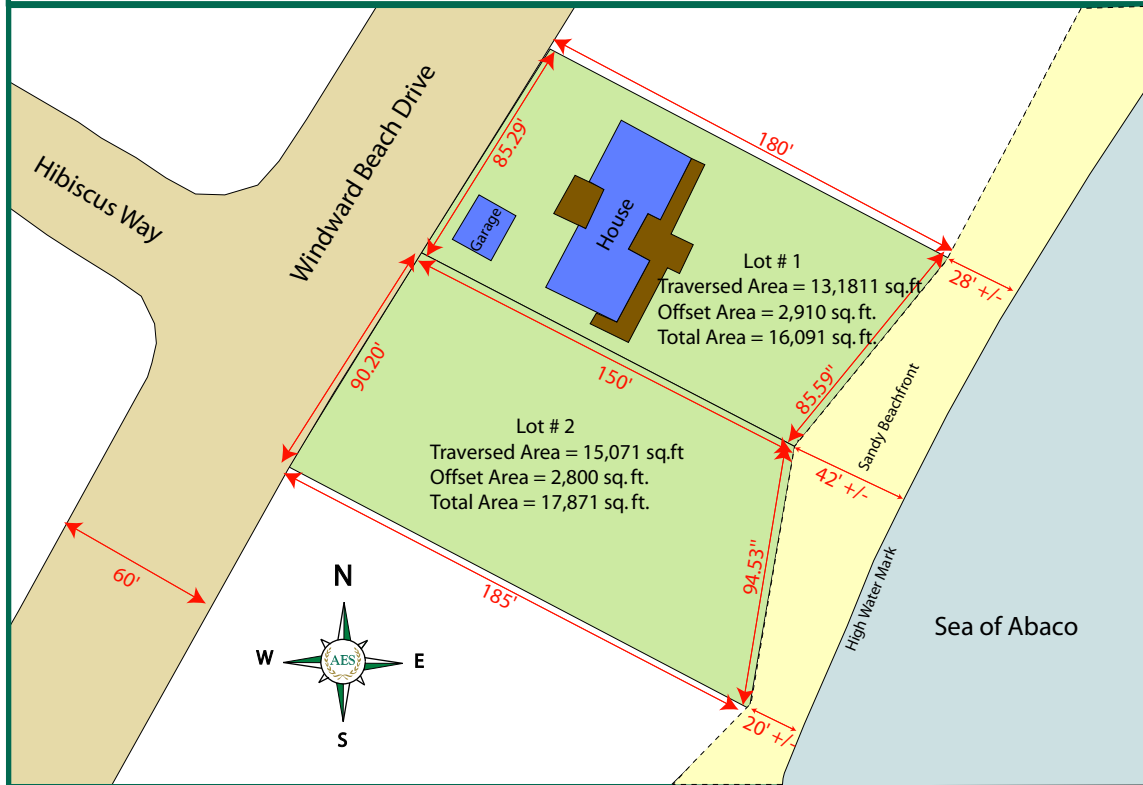 Hibiscus Way
Windward Beach Drive
85.29'
180'
Garage
House
Lot # 1
Traversed Area = 13,1811 sq.ft
Offset Area = 2,910 sq. ft.
Total Area = 16,091 sq. ft.
28' +/-
85.59"
90.20'
150'
Sandy Beachfront
Lot # 2
Traversed Area = 15,071 sq.ft
Offset Area = 2,800 sq. ft.
Total Area = 17,871 sq. ft.
42' +/-
94.53"
High Water Mark
Sea of Abaco
60'
185'
20' +/-
N
W
AES
E
S